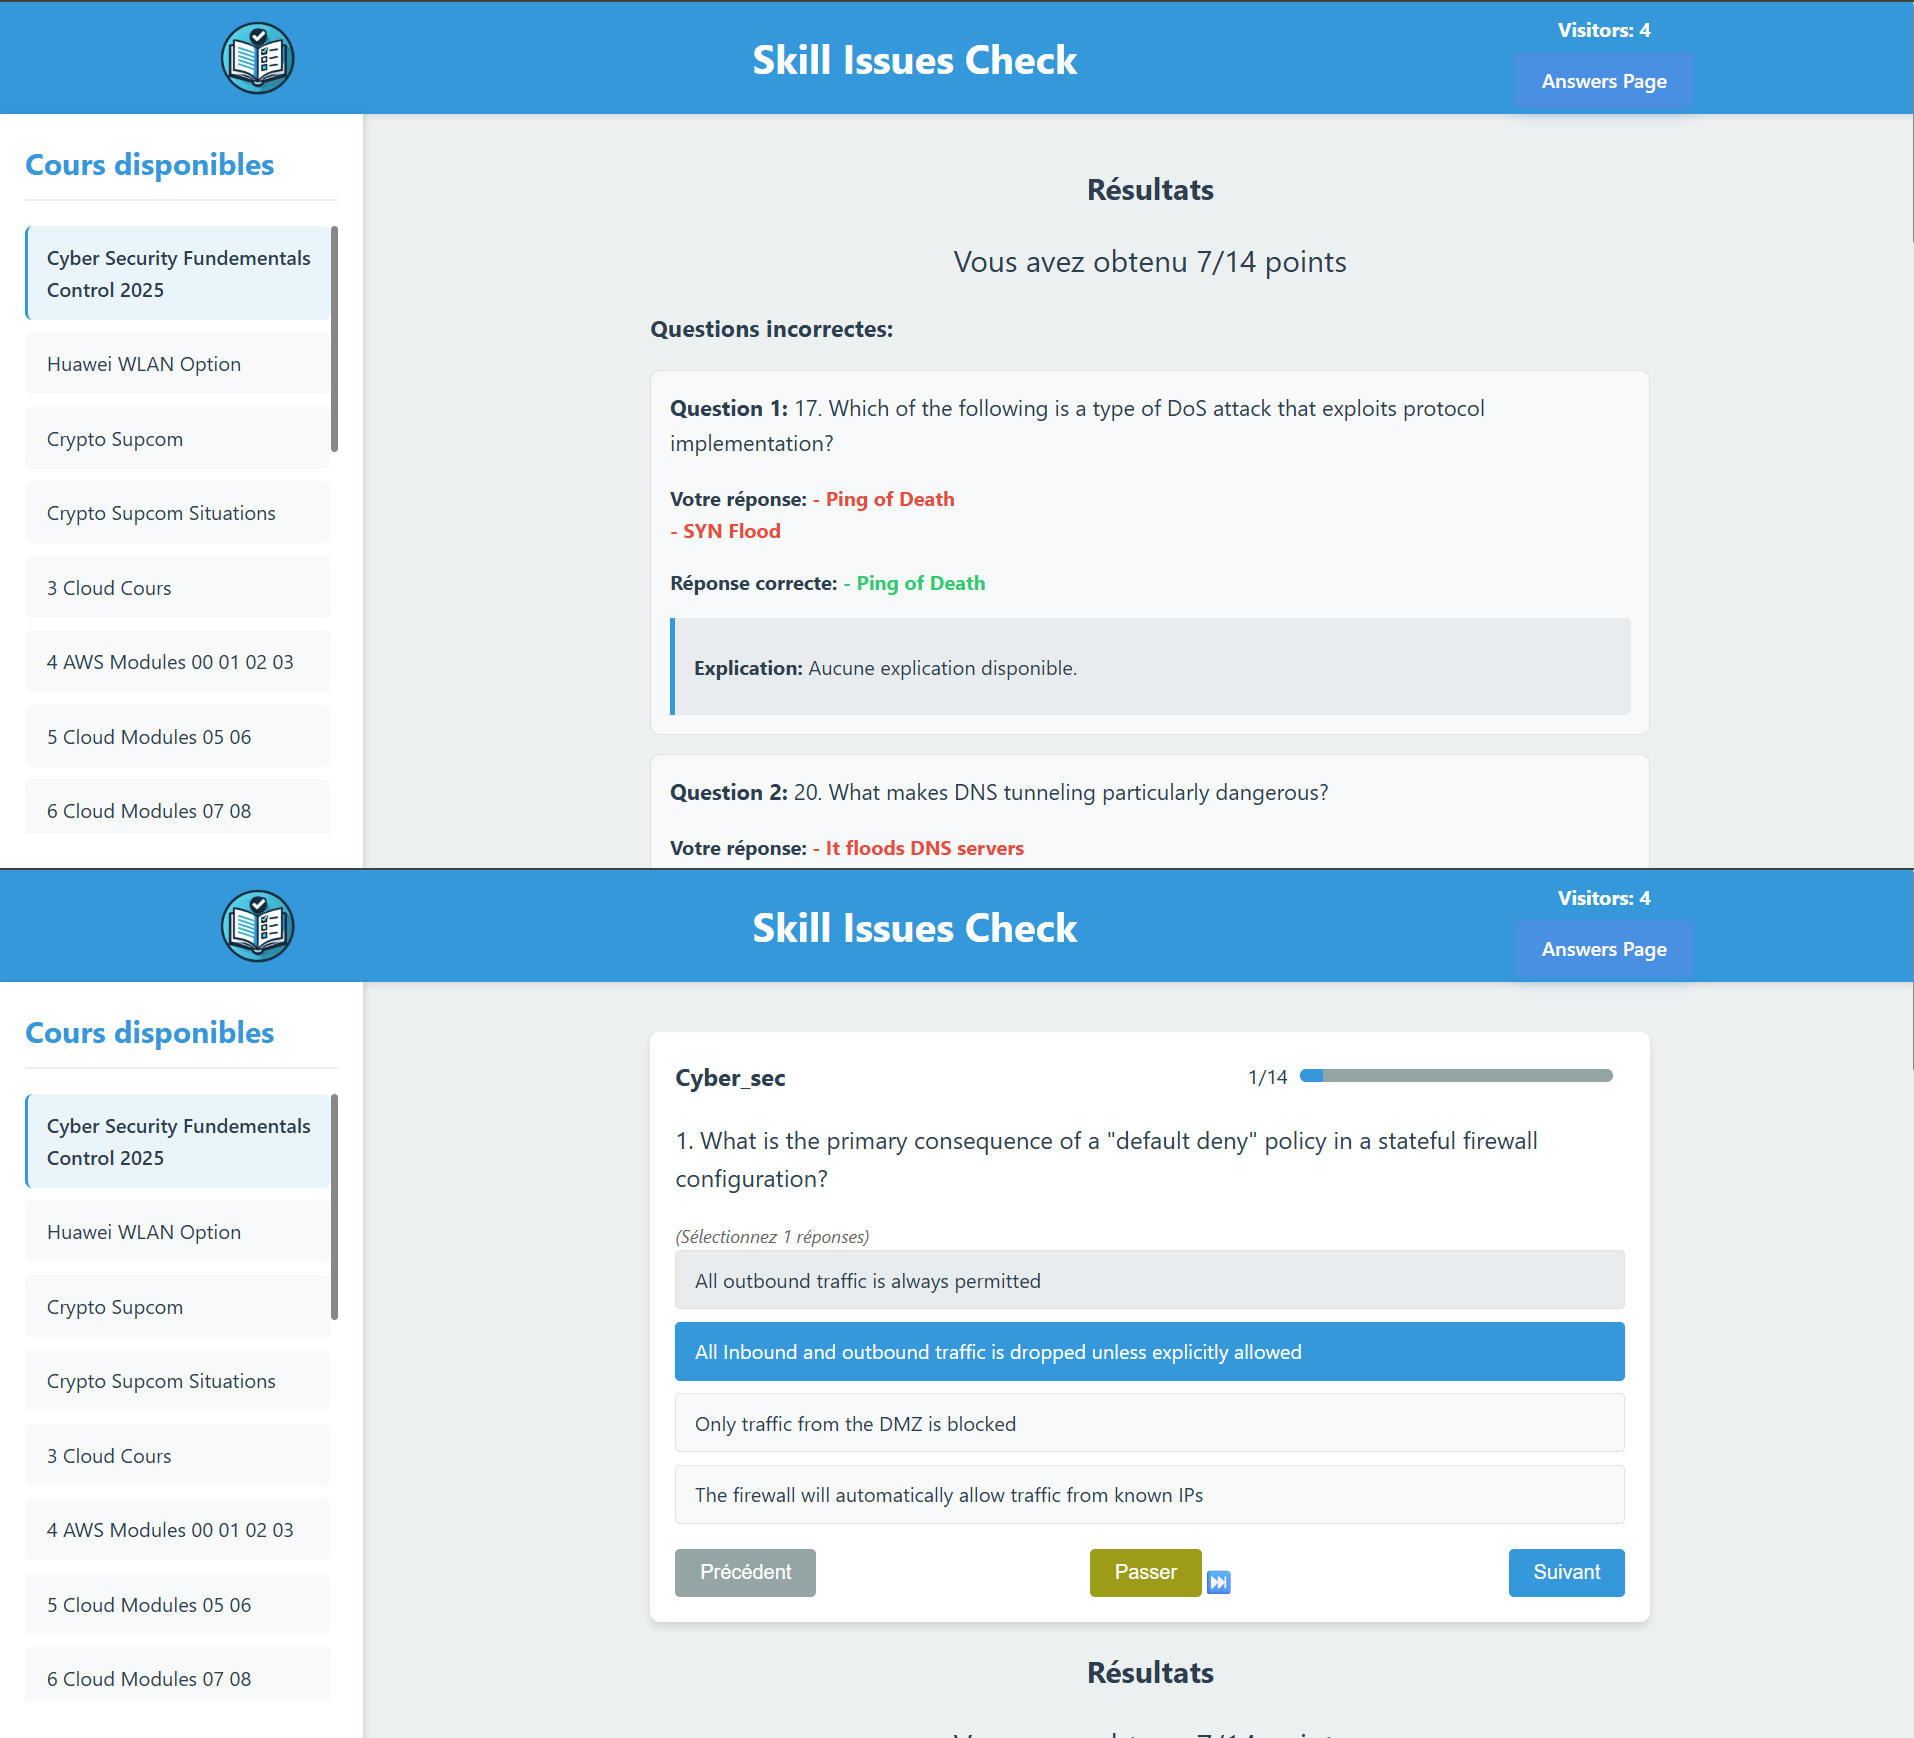 Skill Issues Check
Visitors: 4
Answers Page
Cours disponibles
Cyber Security Fundementals
Control 2025
Huawei WLAN Option
Crypto Supcom
Crypto Supcom Situations
3 Cloud Cours
4 AWS Modules 00 01 02 03
5 Cloud Modules 05 06
6 Cloud Modules 07 08
Résultats
Vous avez obtenu 7/14 points
Questions incorrectes:
Question 1: 17. Which of the following is a type of DoS attack that exploits protocol
implementation?
Votre réponse: - Ping of Death
- SYN Flood
Réponse correcte: - Ping of Death
Explication: Aucune explication disponible.
Question 2: 20. What makes DNS tunneling particularly dangerous?
Votre réponse: - It floods DNS servers
Skill Issues Check
Visitors: 4
Answers Page
Cours disponibles
Cyber Security Fundementals
Control 2025
Huawei WLAN Option
Crypto Supcom
Crypto Supcom Situations
3 Cloud Cours
4 AWS Modules 00 01 02 03
5 Cloud Modules 05 06
6 Cloud Modules 07 08
Cyber_sec
1/14
1. What is the primary consequence of a "default deny" policy in a stateful firewall
configuration?
(Sélectionnez 1 réponses)
All outbound traffic is always permitted
All Inbound and outbound traffic is dropped unless explicitly allowed
Only traffic from the DMZ is blocked
The firewall will automatically allow traffic from known IPs
Précédent
Passer
Suivant
Résultats